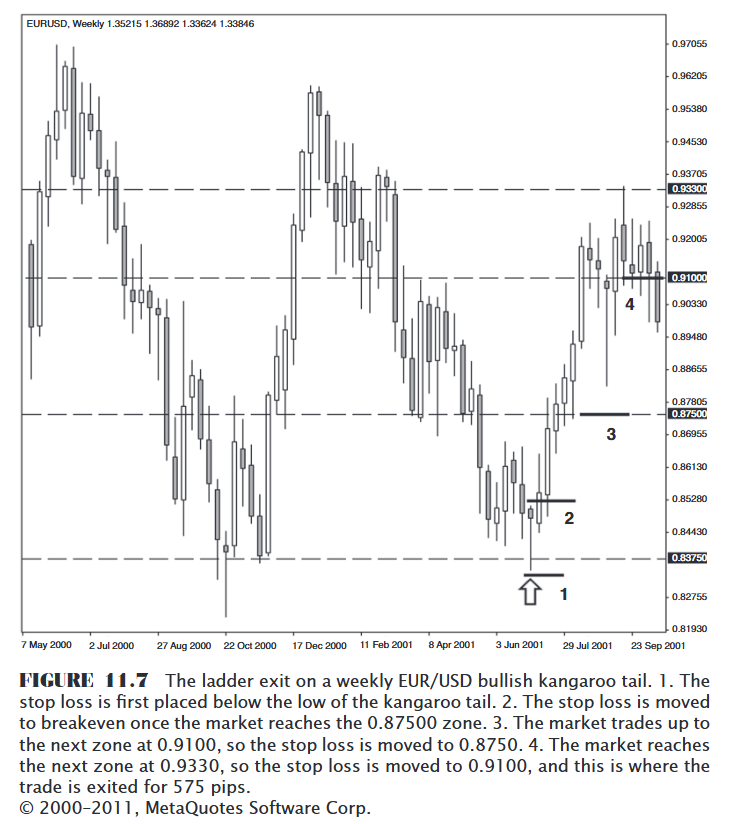 EURUSD, Weekly 1.35215 1.36892 1.33624 1.33846
0.97055
0.96205
0.95380
0.94530
0.93705
0.93300
0.92855
0.92005
0.91000
0.90330
4
0.89480
0.88655
0.87805
0.87500
3
0.86955
0.86130
0.85280
2
0.84430
0.83750
1
0.82755
0.81930
7 May 2000 2 Jul 2000 27 Aug 2000 22 Oct 2000 17 Dec 2000 11 Feb 2001 8 Apr 2001 3 Jun 2001 29 Jul 2001 23 Sep 2001
FIGURE 11.7 The ladder exit on a weekly EUR/USD bullish kangaroo tail. 1. The
stop loss is first placed below the low of the kangaroo tail. 2. The stop loss is moved
to breakeven once the market reaches the 0.87500 zone. 3. The market trades up to
the next zone at 0.9100, so the stop loss is moved to 0.8750. 4. The market reaches
the next zone at 0.9330, so the stop loss is moved to 0.9100, and this is where the
trade is exited for 575 pips.
© 2000–2011, MetaQuotes Software Corp.